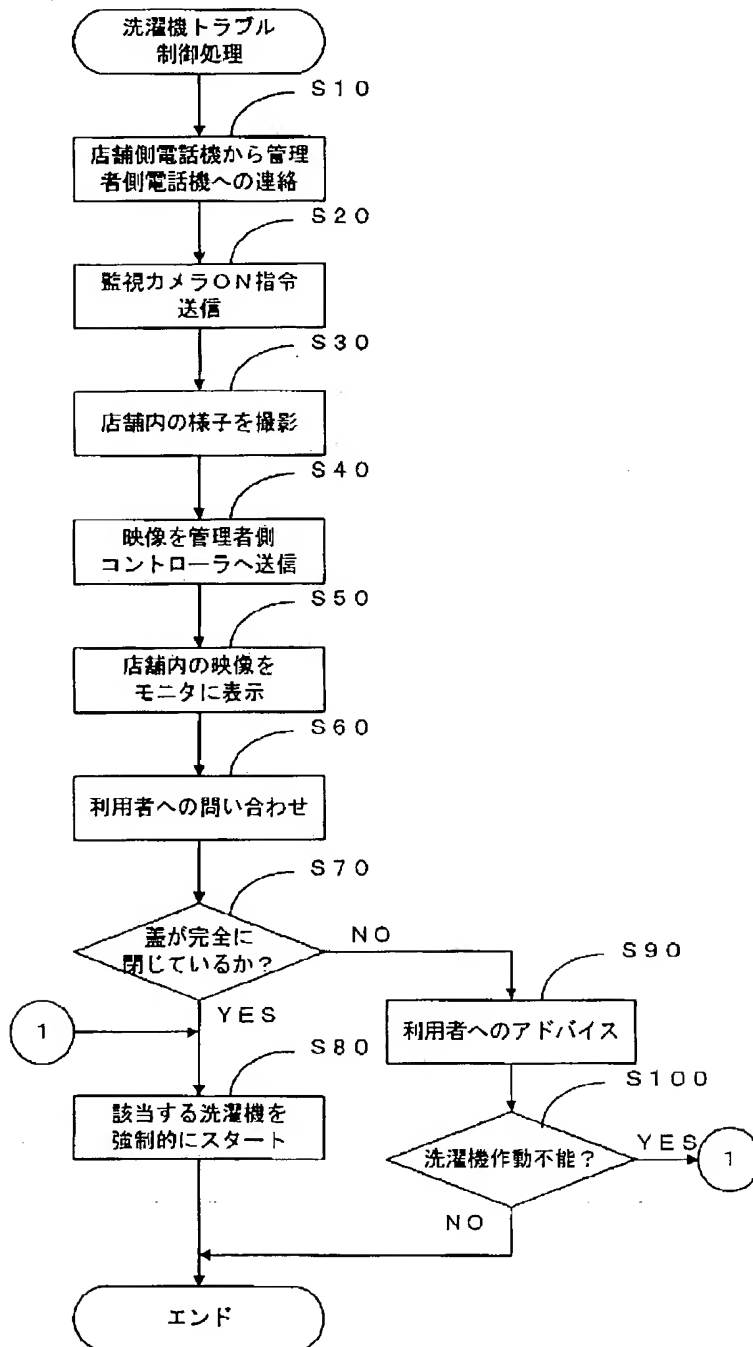 洗濯機トラブル
制御処理
S10
店舗側電話機から管理
者側電話機への連絡
S20
監視カメラON指令
送信
S30
店舗内の様子を撮影
S40
映像を管理者側
コントローラへ送信
S50
店舗内の映像を
モニタに表示
S60
利用者への問い合わせ
S70
蓋が完全に
閉じているか?
NO
YES
S90
利用者へのアドバイス
1
S80
該当する洗濯機を
強制的にスタート
S100
洗濯機作動不能?
YES
1
NO
エンド